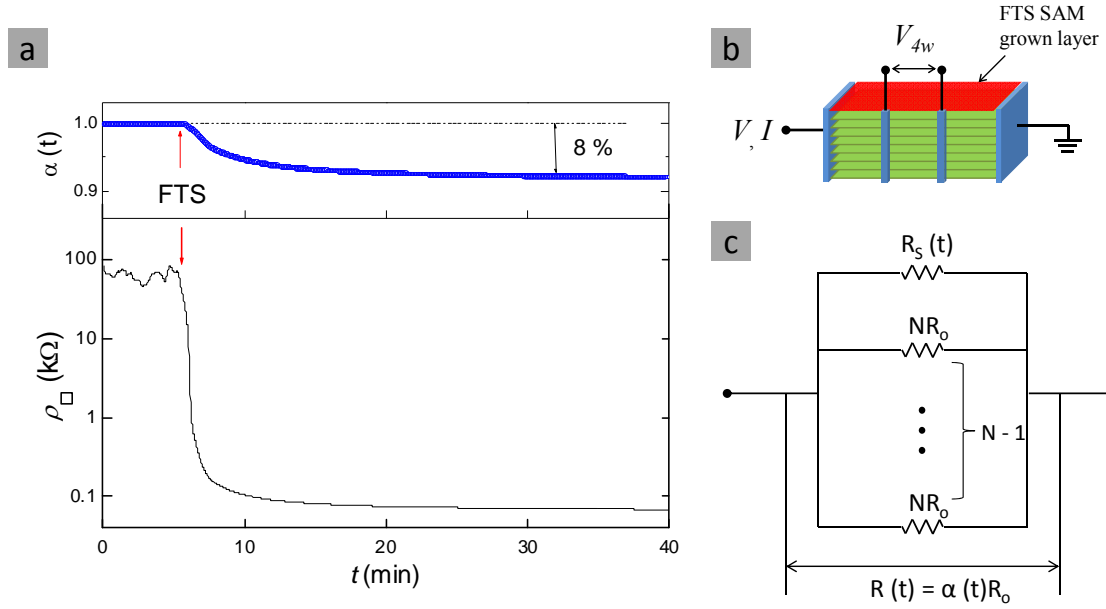 a
1.0
0.9
α (t)
8 %
FTS
100
10
1
0.1
ρ□ (kΩ)
0
10
20
30
40
t (min)
b
FTS SAM
grown layer
V4w
V, I
c
RS (t)
NRo
N - 1
NRo
R (t) = α (t)Ro